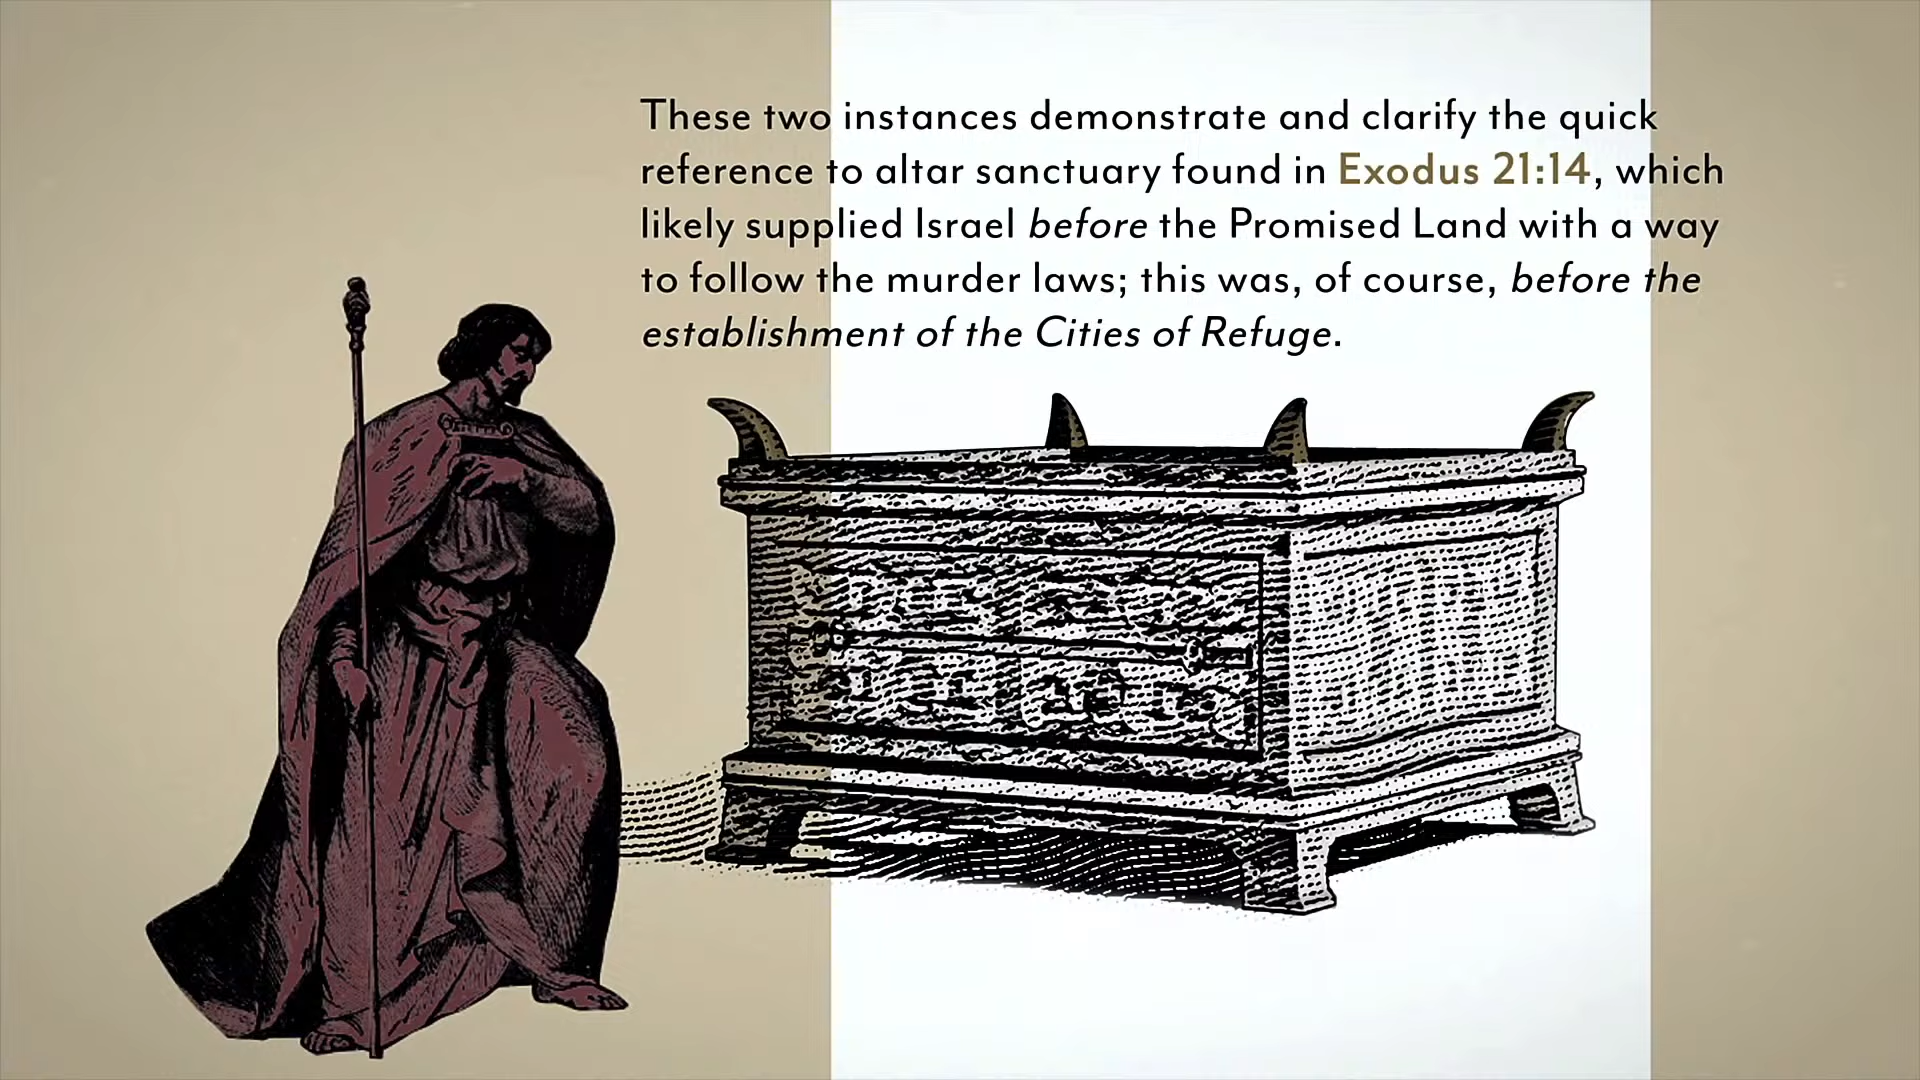 These two instances demonstrate and clarify the quick
reference to altar sanctuary found in Exodus 21:14, which
likely supplied Israel before the Promised Land with a way
to follow the murder laws; this was, of course, before the
establishment of the Cities of Refuge.